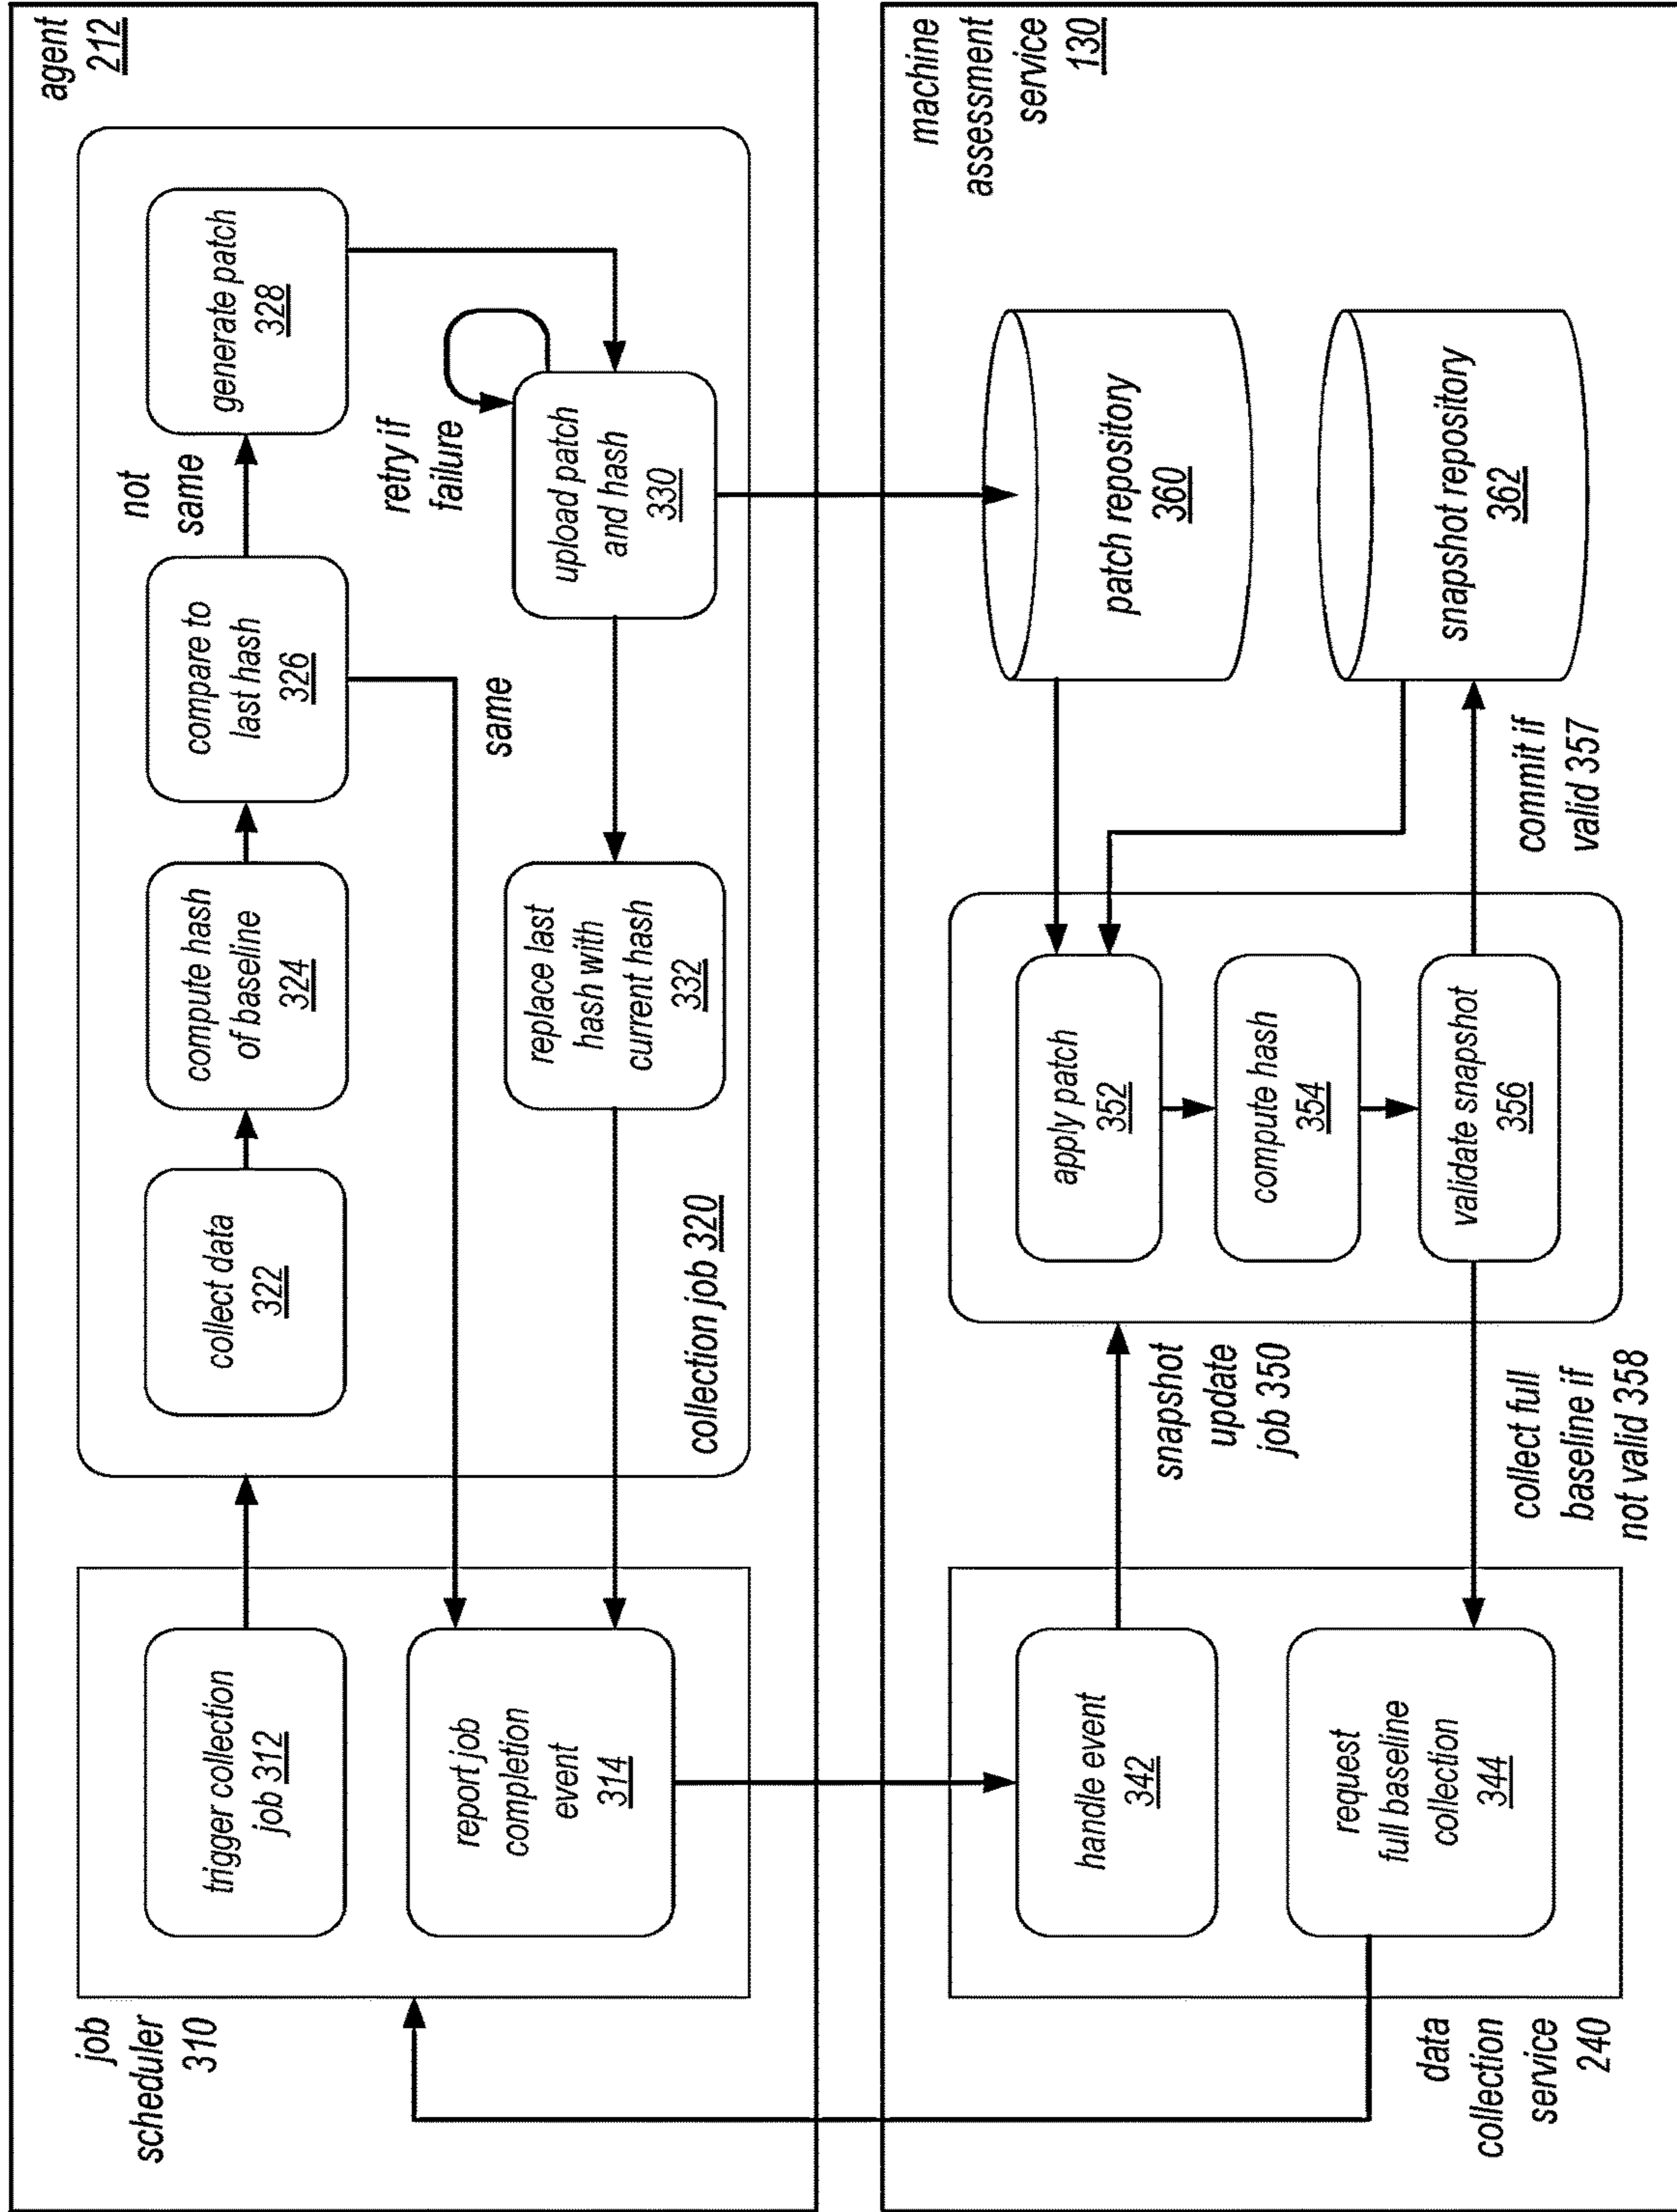 agent
212
job
scheduler
310
trigger collection
job 312
report job
completion
event
314
collect data
322
compute hash
of baseline
324
compare to
last hash
326
not
same
generate patch
328
same
retry if
failure
upload patch
and hash
330
replace last
hash with
current hash
332
collection job 320
machine
assessment
service
130
data
collection
service
240
handle event
342
request
full baseline
collection
344
snapshot
update
job 350
apply patch
352
compute hash
354
validate snapshot
356
collect full
baseline if
not valid 358
commit if
valid 357
patch repository
360
snapshot repository
362